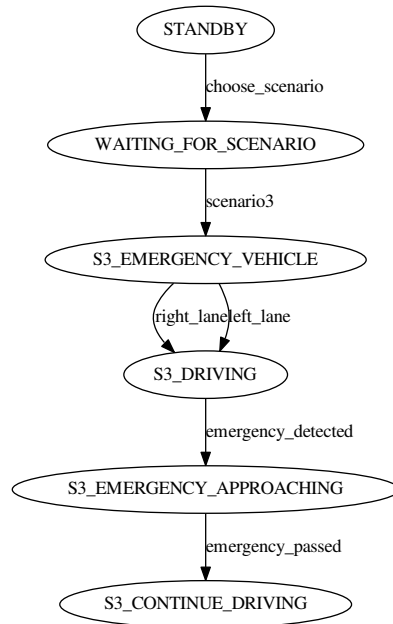 STANDBY
choose_scenario
WAITING_FOR_SCENARIO
scenario3
S3_EMERGENCY_VEHICLE
right_lane left_lane
S3_DRIVING
emergency_detected
S3_EMERGENCY_APPROACHING
emergency_passed
S3_CONTINUE_DRIVING